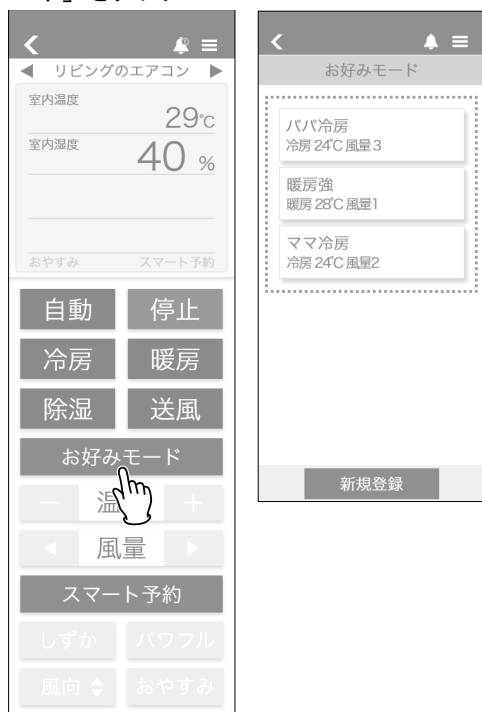 リビングのエアコン
室内温度
29℃
室内湿度
40 %
おやすみ スマート予約
自動 停止
冷房 暖房
除湿 送風
お好みモード
－ 温 ＋
風量
スマート予約
しずか パワフル
風向 おやすみ
お好みモード
パパ冷房
冷房 24℃ 風量3
暖房強
暖房 28℃ 風量1
ママ冷房
冷房 24℃ 風量2
新規登録